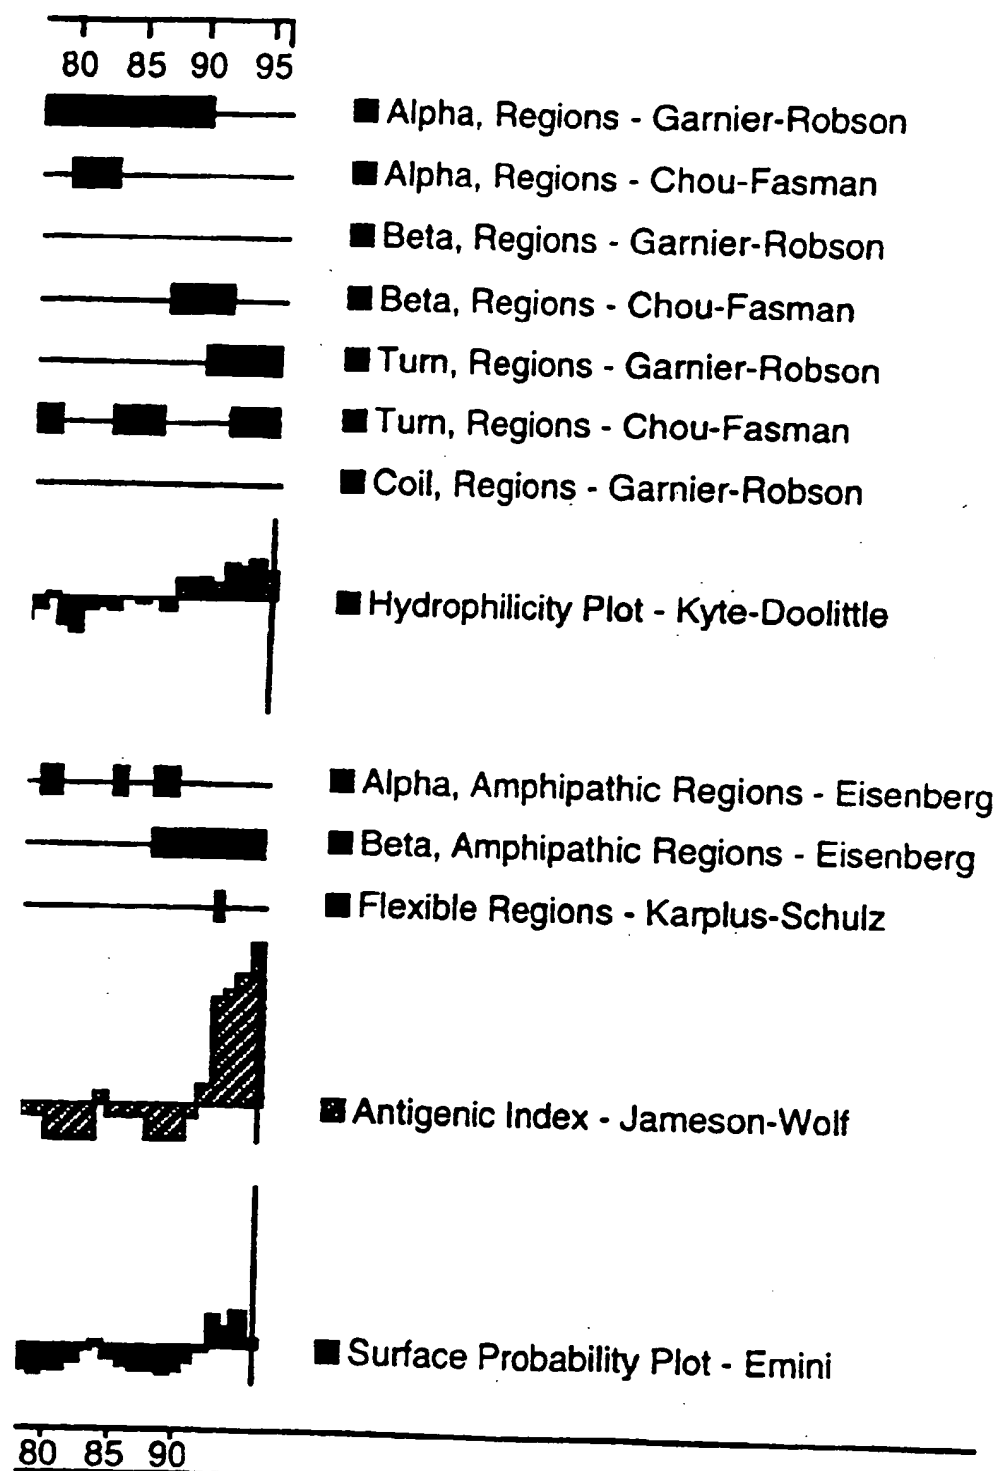 80 85 90 95
Alpha, Regions - Garnier-Robson
Alpha, Regions - Chou-Fasman
Beta, Regions - Garnier-Robson
Beta, Regions - Chou-Fasman
Turn, Regions - Garnier-Robson
Turn, Regions - Chou-Fasman
Coil, Regions - Garnier-Robson
Hydrophilicity Plot - Kyte-Doolittle
Alpha, Amphipathic Regions - Eisenberg
Beta, Amphipathic Regions - Eisenberg
Flexible Regions - Karplus-Schulz
Antigenic Index - Jameson-Wolf
Surface Probability Plot - Emini
80 85 90